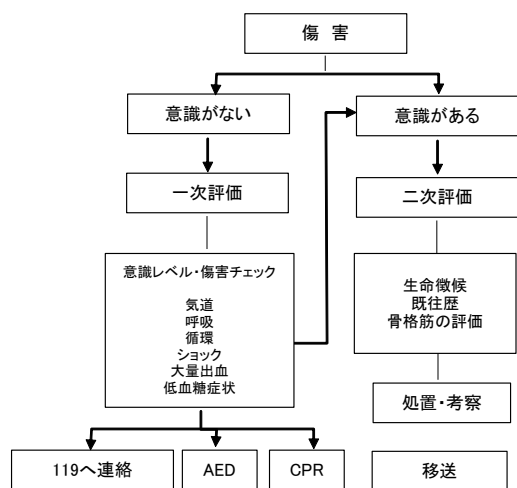 傷 害
意識がない
意識がある
一次評価
二次評価
意識レベル・傷害チェック
気道
呼吸
循環
ショック
大量出血
低血糖症状
生命徴候
既往歴
骨格筋の評価
処置・考察
119へ連絡
AED
CPR
移送